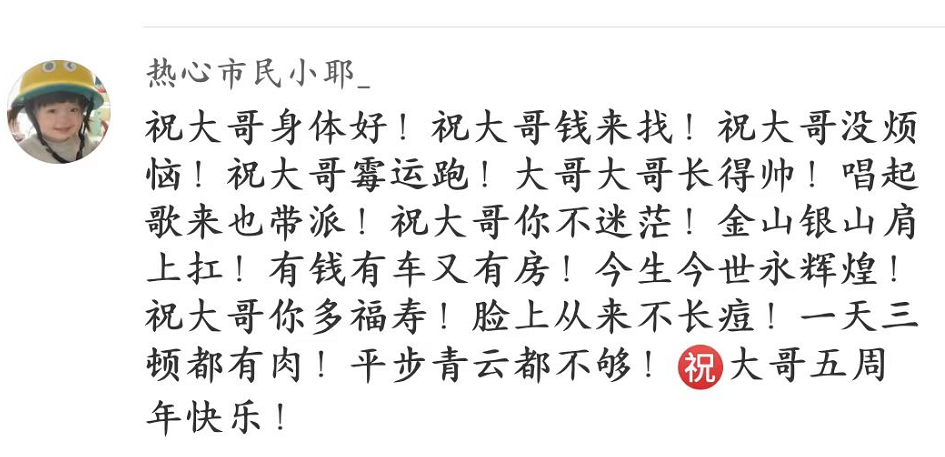 热心市民小耶_
祝大哥身体好！祝大哥钱来找！祝大哥没烦
恼！祝大哥霉运跑！大哥大哥长得帅！唱起
歌来也带派！祝大哥你不迷茫！金山银山肩
上扛！有钱有车又有房！今生今世永辉煌！
祝大哥你多福寿！脸上从来不长痘！一天三
顿都有肉！平步青云都不够！㊗️大哥五周
年快乐！